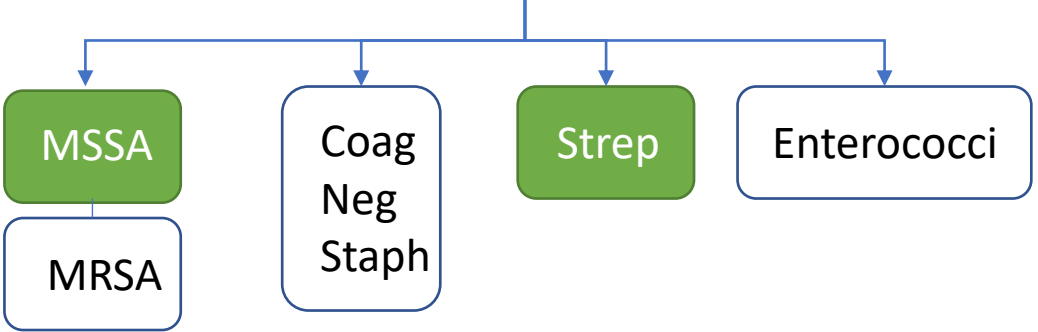 MSSA
MRSA
Coag
Neg
Staph
Strep
Enterococci